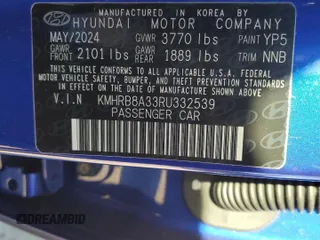 MANUFACTURED IN KOREA BY
HYUNDAI MOTOR COMPANY
MAY/2024 GVWR 3770 lbs PAINT YP5
GAWR FRONT 2101 lbs GAWR REAR 1889 lbs TRIM NNB
THIS VEHICLE CONFORMS TO ALL APPLICABLE U.S. FEDERAL
MOTOR VEHICLE SAFETY, BUMPER, AND THEFT PREVENTION
STANDARDS IN EFFECT ON THE DATE OF MANUFACTURE SHOWN ABOVE.
V.I.N KMHRB8A33RU332539
PASSENGER CAR
DREAMBID